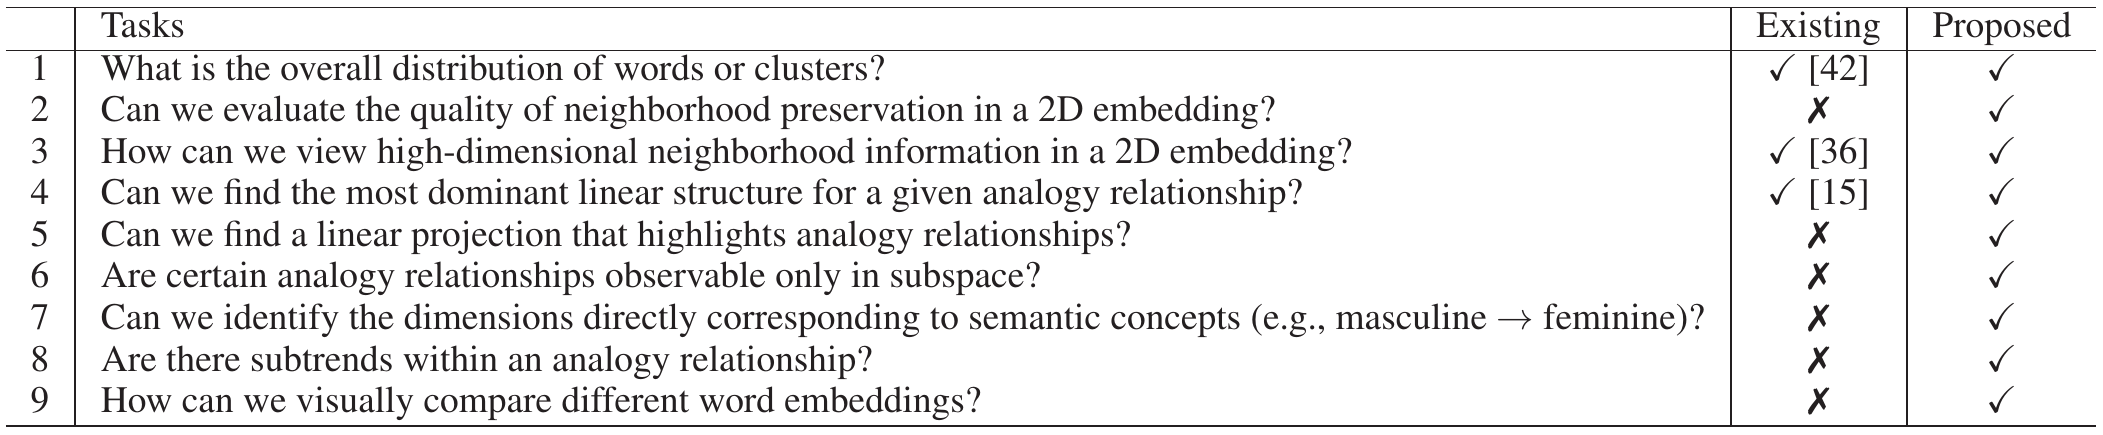 Tasks Existing Proposed
1 What is the overall distribution of words or clusters? ✓ [42] ✓
2 Can we evaluate the quality of neighborhood preservation in a 2D embedding? ✗ ✓
3 How can we view high-dimensional neighborhood information in a 2D embedding? ✓ [36] ✓
4 Can we find the most dominant linear structure for a given analogy relationship? ✓ [15] ✓
5 Can we find a linear projection that highlights analogy relationships? ✗ ✓
6 Are certain analogy relationships observable only in subspace? ✗ ✓
7 Can we identify the dimensions directly corresponding to semantic concepts (e.g., masculine → feminine)? ✗ ✓
8 Are there subtrends within an analogy relationship? ✗ ✓
9 How can we visually compare different word embeddings? ✗ ✓